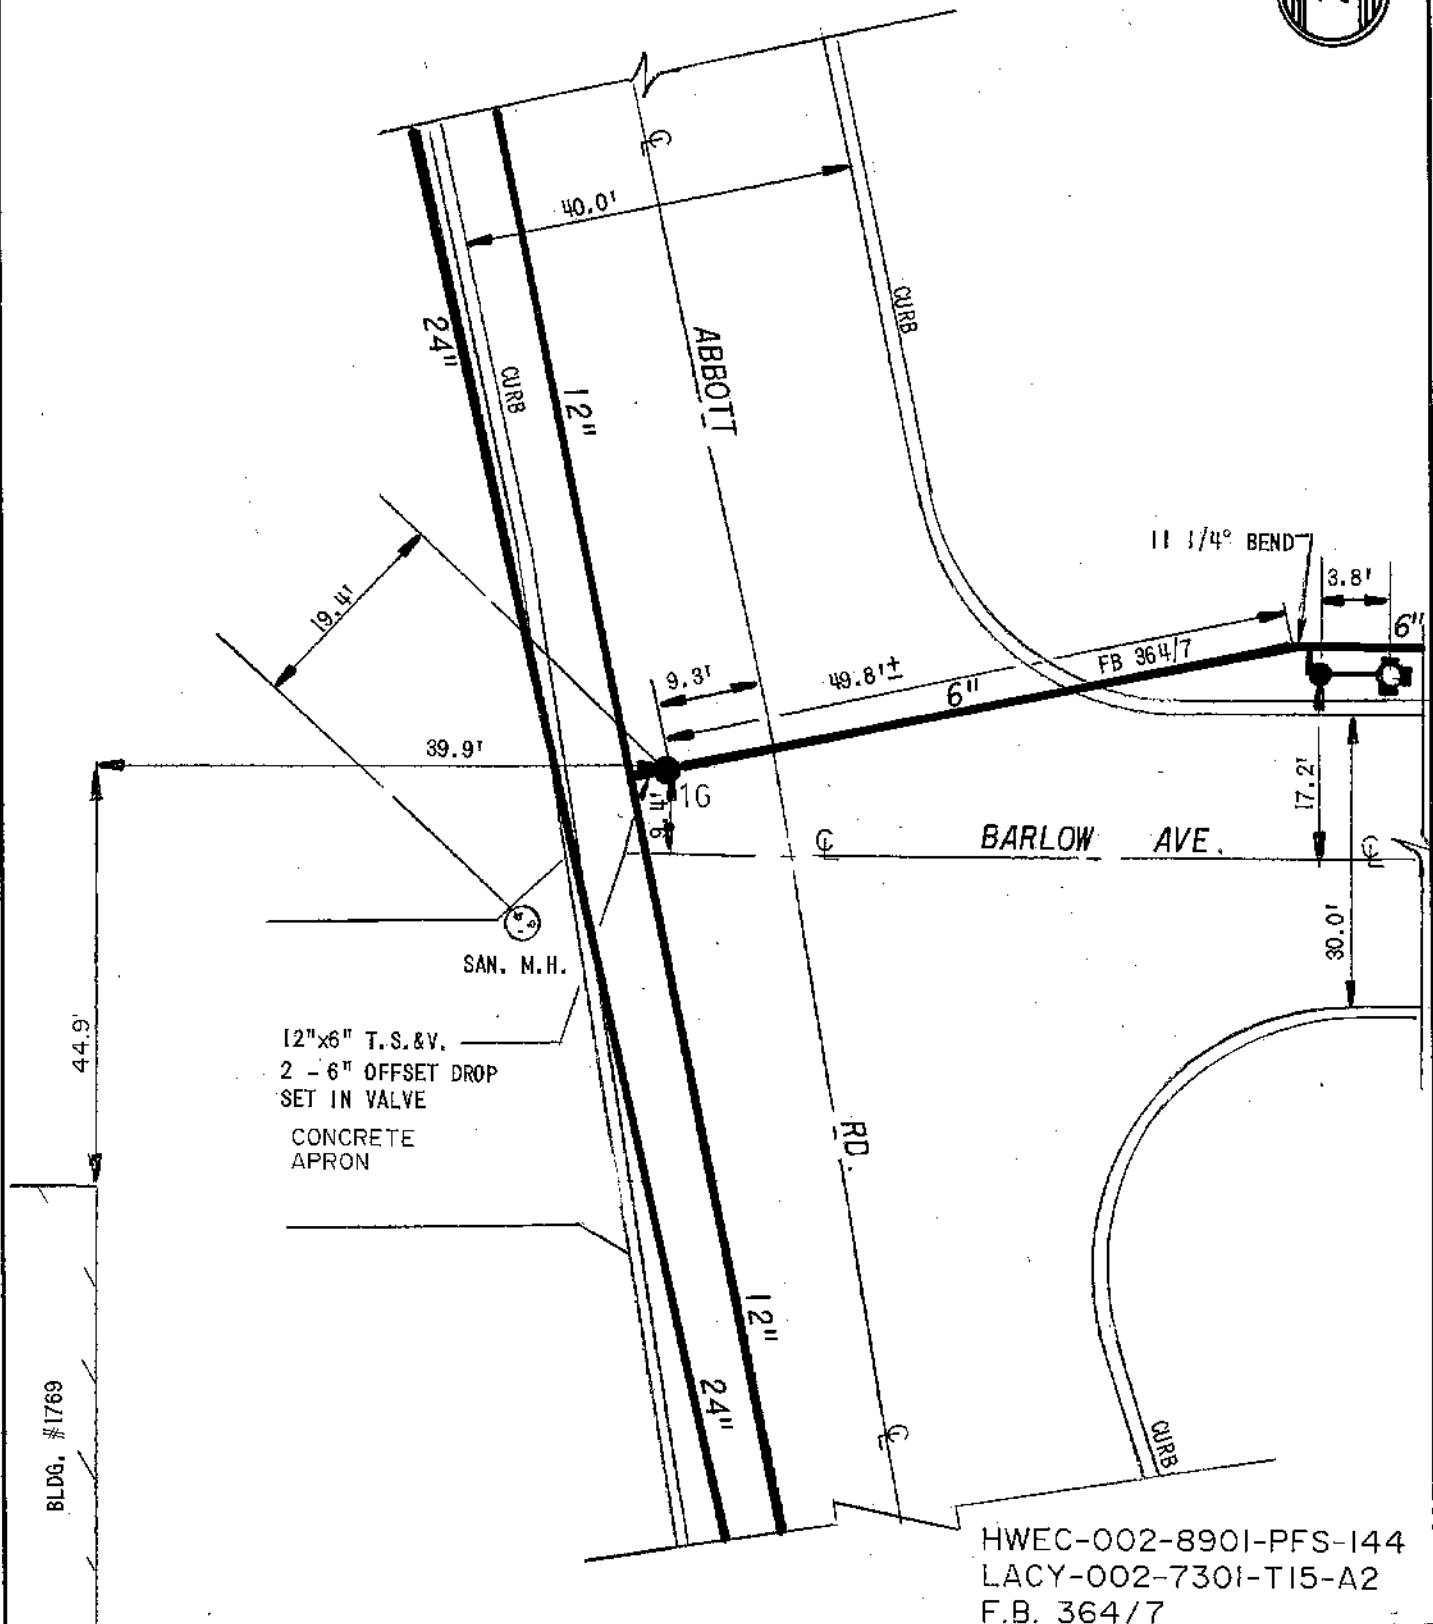 40.0'
CURB
24"
CURB
12"
ABBOTT
11 1/4° BEND
3.8'
6"
19.4'
FB 364/7
9.3'
49.8'±
6"
39.9'
16
17.2'
BARLOW AVE.
30.0'
SAN. M.H.
44.9'
12"x6" T.S.&V.
2 - 6" OFFSET DROP
SET IN VALVE
CONCRETE
APRON
RD.
12"
24"
BLDG. #1769
CURB
HWEC-002-8901-PFS-144
LACY-002-7301-T15-A2
F.B. 364/7